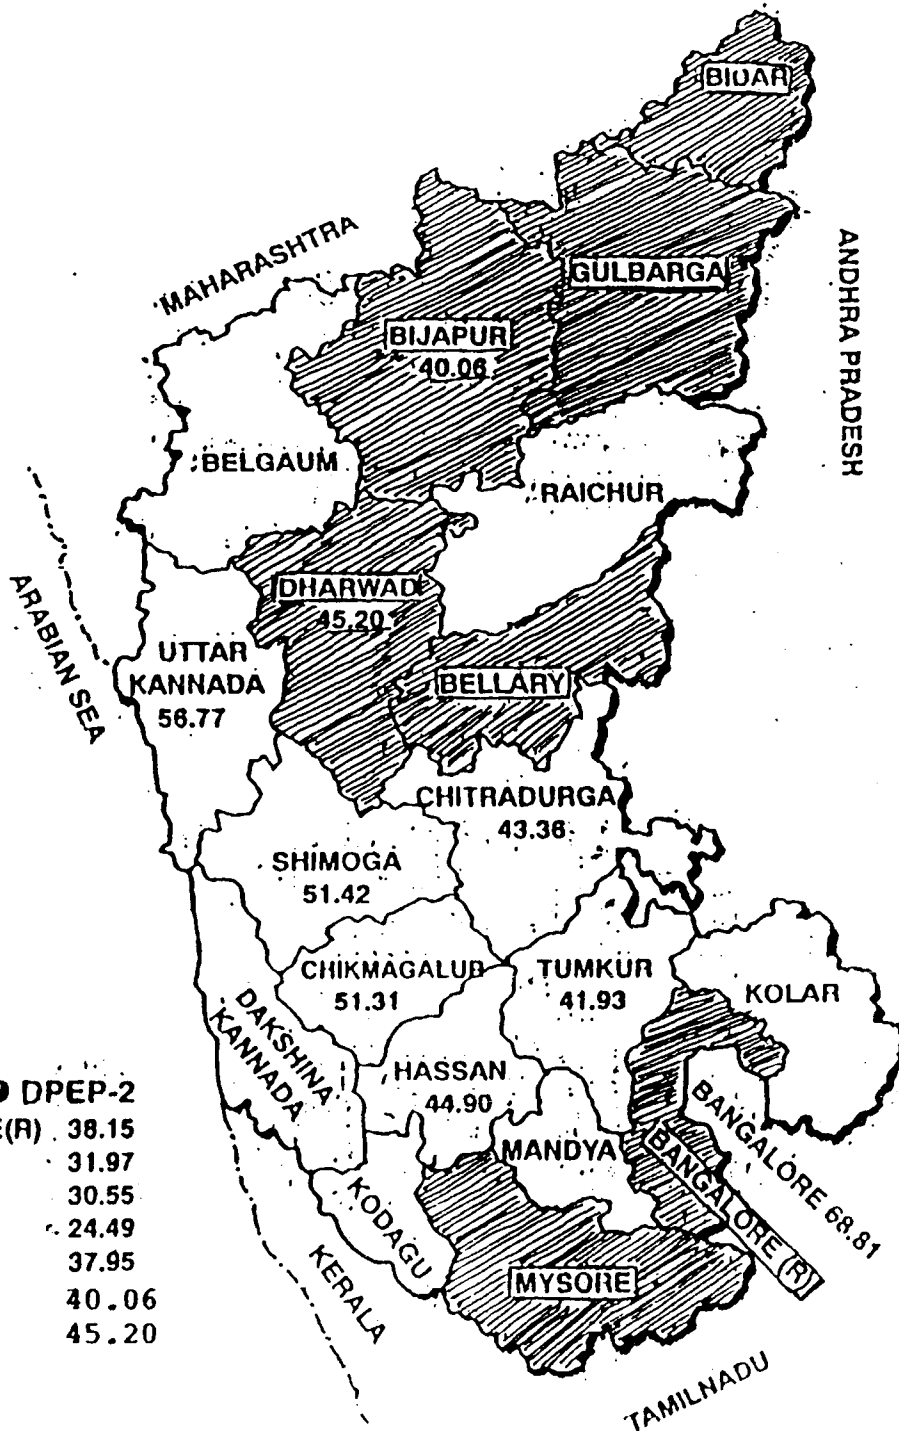 BIDAR
MAHARASHTRA
GULBARGA
ANDHRA PRADESH
BIJAPUR
40.06
BELGAUM
RAICHUR
ARABIAN SEA
DHARWAD
45.20
UTTAR
KANNADA
56.77
BELLARY
CHITRADURGA
43.36
SHIMOGA
51.42
CHIKMAGALUR
51.31
TUMKUR
41.93
KOLAR
DAKSHINA
KANNADA
HASSAN
44.90
MANDYA
BANGALORE 68.81
BANGALORE (R)
KODAGU
MYSORE
KERALA
TAMILNADU
DPEP-2
(R) 38.15
31.97
30.55
24.49
37.95
40.06
45.20